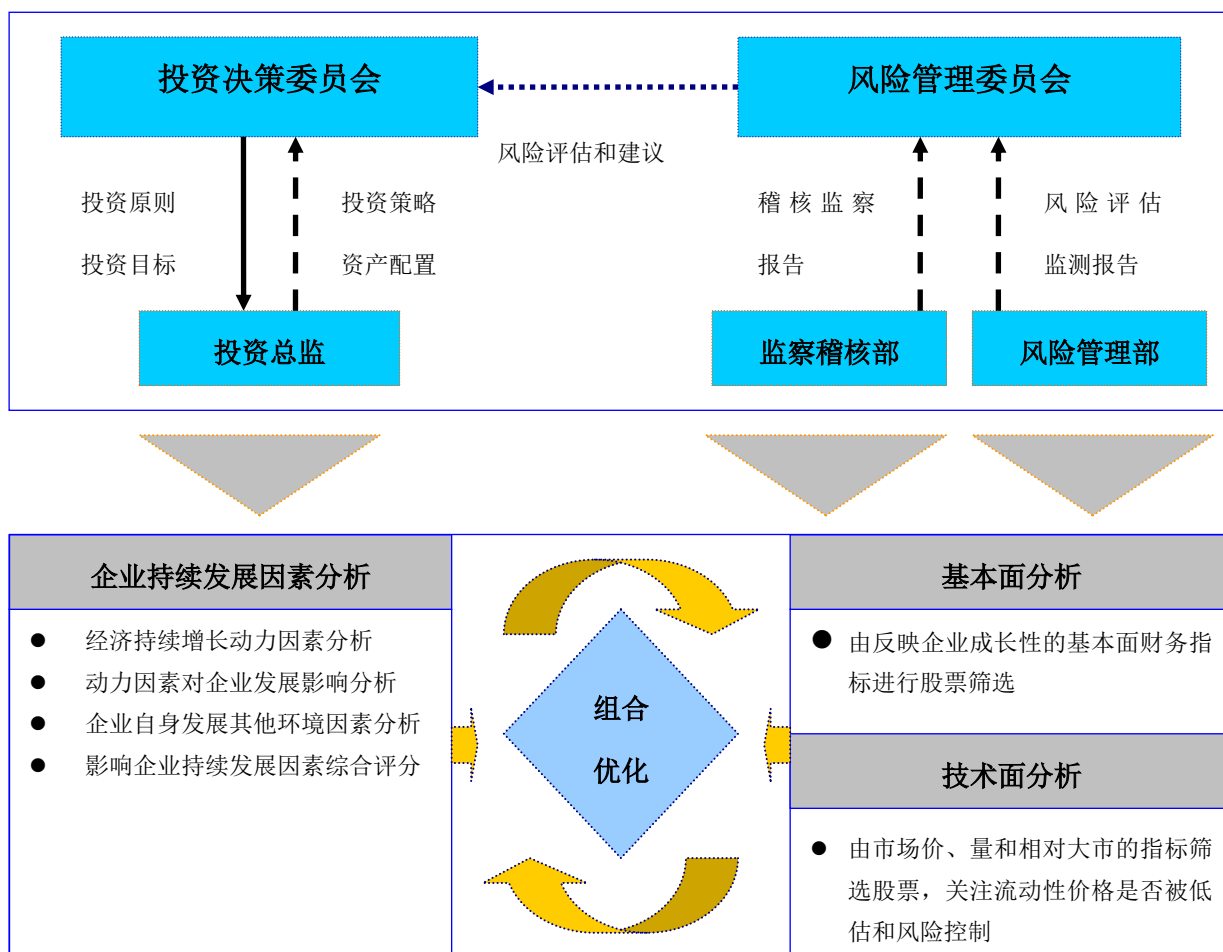 投资决策委员会
风险管理委员会
风险评估和建议
投资原则
投资目标
投资策略
资产配置
稽核监察
报告
风险评估
监测报告
投资总监
监察稽核部
风险管理部
企业持续发展因素分析
● 经济持续增长动力因素分析
● 动力因素对企业发展影响分析
● 企业自身发展其他环境因素分析
● 影响企业持续发展因素综合评分
组合
优化
基本面分析
● 由反映企业成长性的基本面财务指
标进行股票筛选
技术面分析
● 由市场价、量和相对大市的指标筛
选股票，关注流动性价格是否被低
估和风险控制